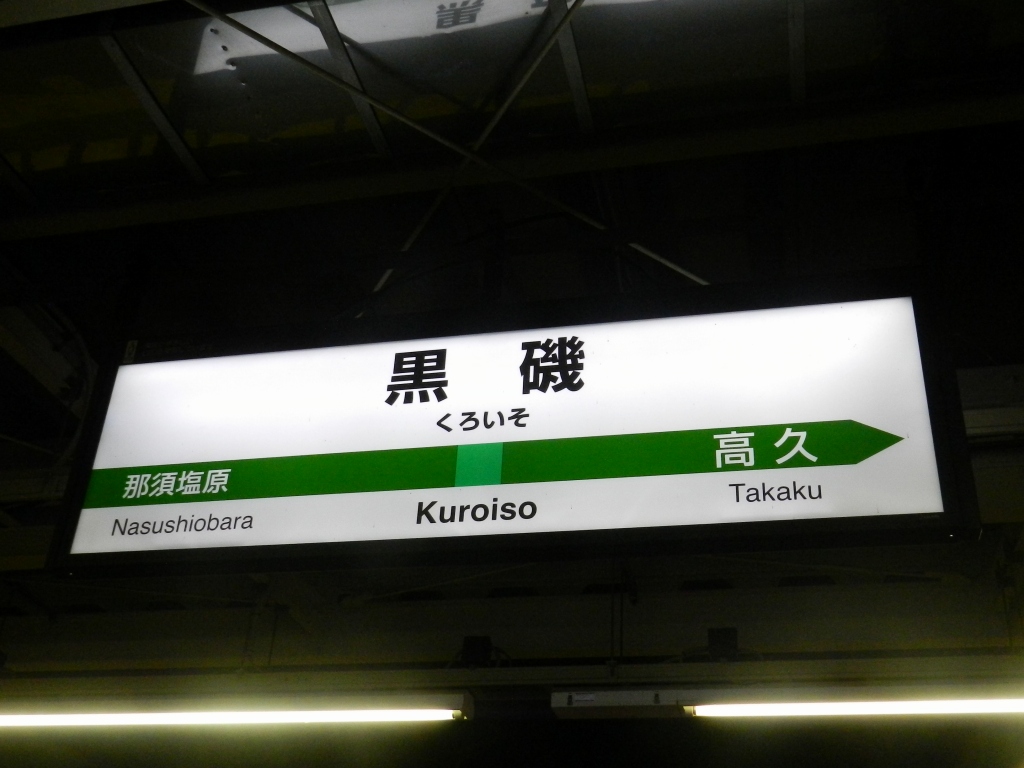 黒磯
くろいそ
那須塩原
高久
Nasushiobara
Kuroiso
Takaku